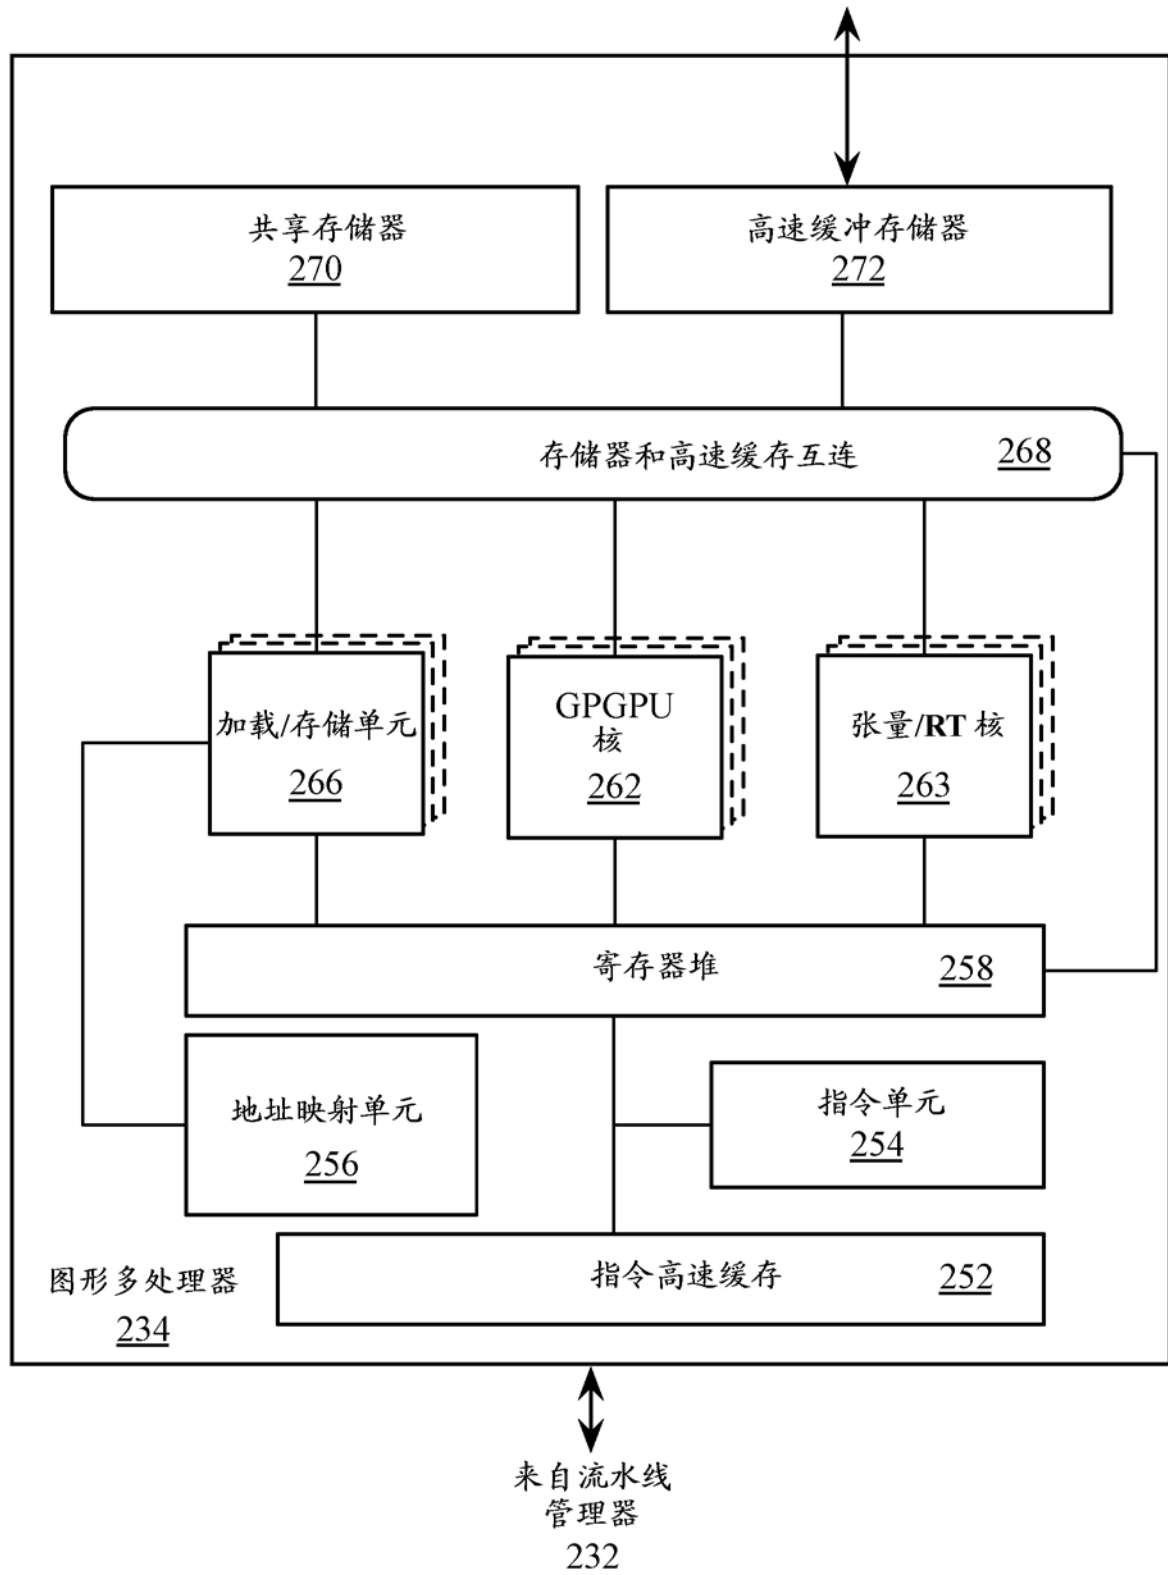 共享存储器
270
高速缓冲存储器
272
存储器和高速缓存互连 268
加载/存储单元
266
GPGPU
核
262
张量/RT 核
263
寄存器堆 258
地址映射单元
256
指令单元
254
指令高速缓存 252
图形多处理器
234
来自流水线
管理器
232